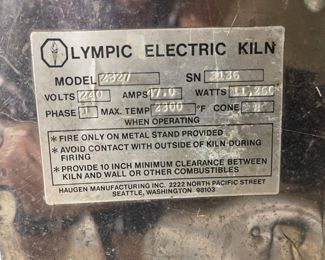 OLYMPIC ELECTRIC KILN
MODEL 2327 SN 3136
VOLTS 240 AMPS 47.0 WATTS 11,260
PHASE 1 MAX. TEMP 2300 °F CONE 8
WHEN OPERATING
* FIRE ONLY ON METAL STAND PROVIDED
* AVOID CONTACT WITH OUTSIDE OF KILN DURING
FIRING
* PROVIDE 10 INCH MINIMUM CLEARANCE BETWEEN
KILN AND WALL OR OTHER COMBUSTIBLES
HAUGEN MANUFACTURING INC. 2222 NORTH PACIFIC STREET
SEATTLE, WASHINGTON 98103